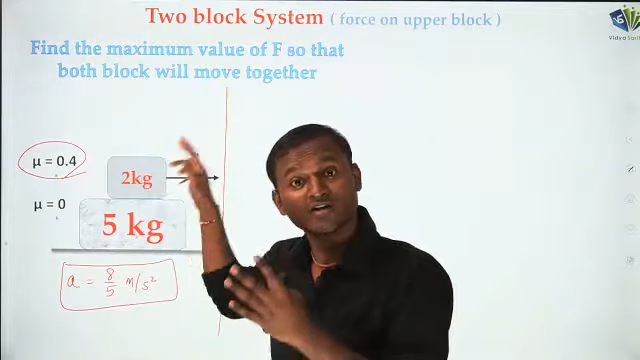 Two block System ( force on upper block )
Find the maximum value of F so that
both block will move together
μ = 0.4
2kg
μ = 0
5 kg
a = 8/5 m/s²